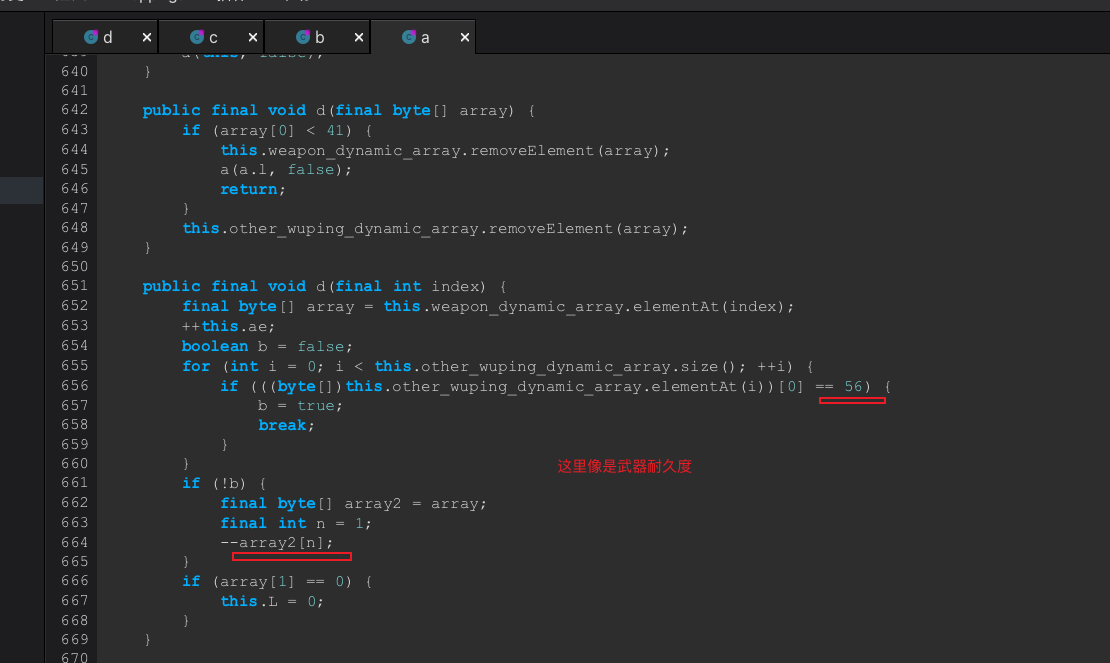 d × c × b × a ×
640 }
641
642 public final void d(final byte[] array) {
643 if (array[0] < 41) {
644 this.weapon_dynamic_array.removeElement(array);
645 a(a.l, false);
646 return;
647 }
648 this.other_wuping_dynamic_array.removeElement(array);
649 }
650
651 public final void d(final int index) {
652 final byte[] array = this.weapon_dynamic_array.elementAt(index);
653 ++this.ae;
654 boolean b = false;
655 for (int i = 0; i < this.other_wuping_dynamic_array.size(); ++i) {
656 if (((byte[])this.other_wuping_dynamic_array.elementAt(i))[0] == 56) {
657 b = true;
658 break;
659 }
660 }
这里像是武器耐久度
661 if (!b) {
662 final byte[] array2 = array;
663 final int n = 1;
664 --array2[n];
665 }
666 if (array[1] == 0) {
667 this.L = 0;
668 }
669 }
670